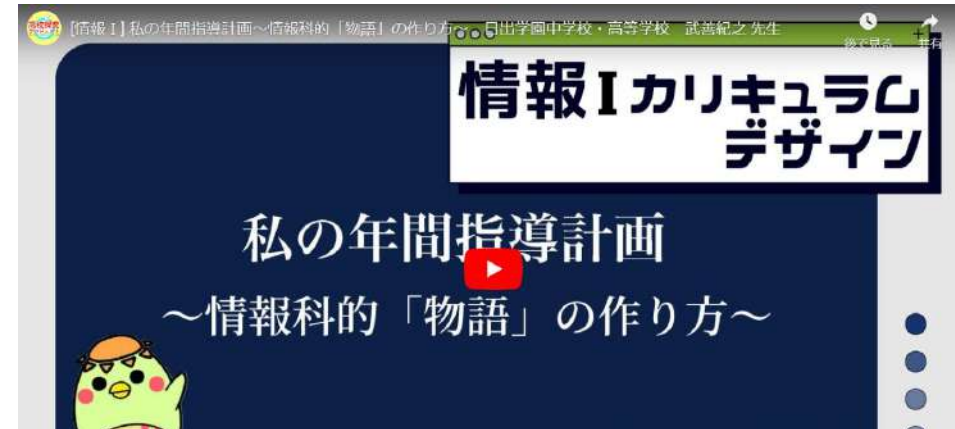 [情報Ⅰ] 私の年間指導計画～情報科的「物語」の作り方～ 日出学園中学校・高等学校 武善紀之 先生
後で見る
共有
情報Ⅰカリキュラム
デザイン
私の年間指導計画
～情報科的「物語」の作り方～